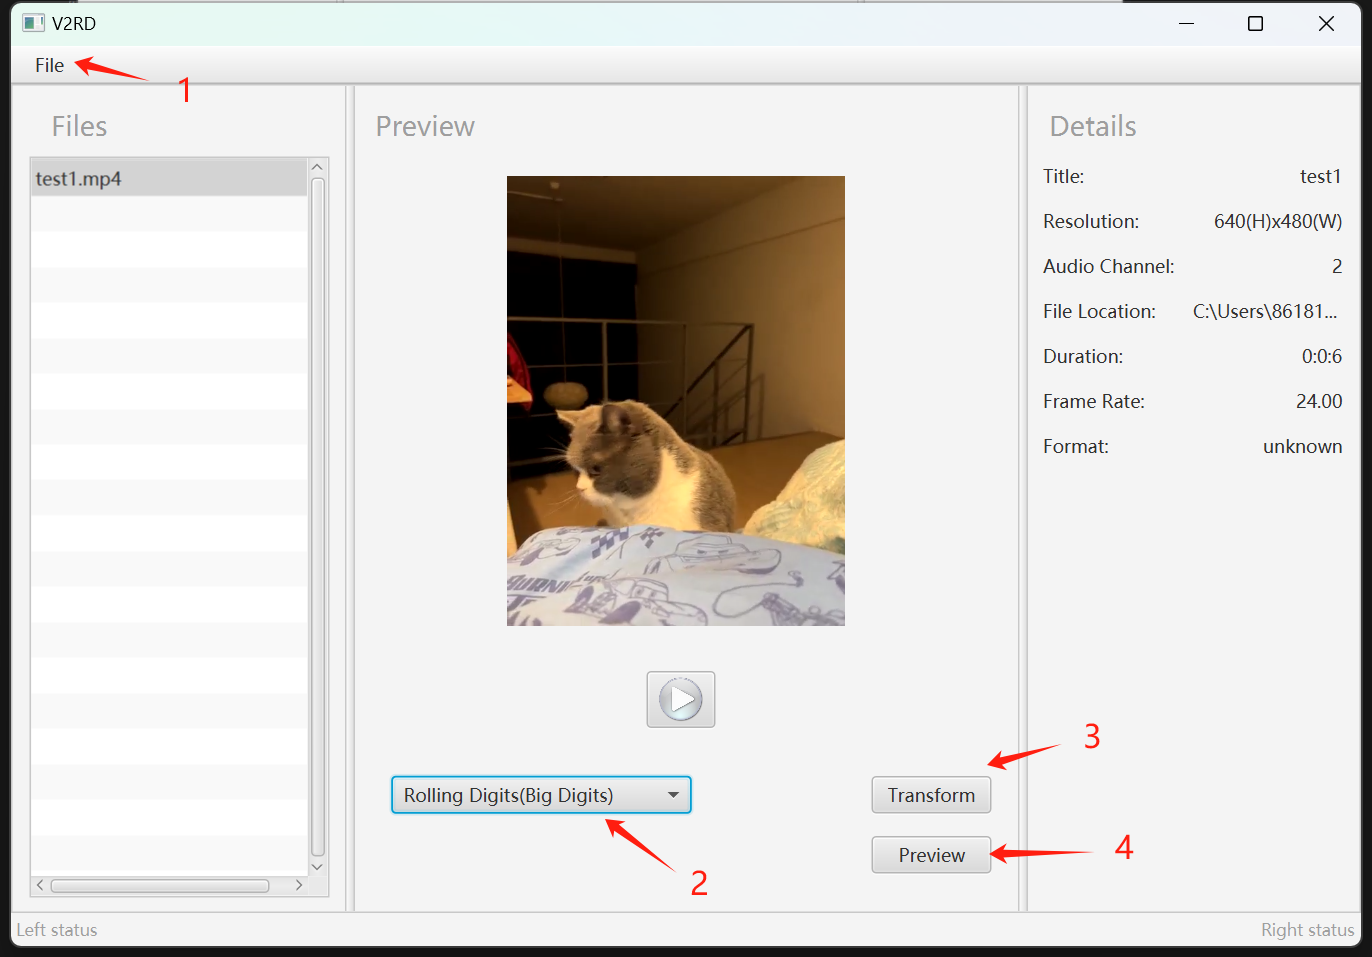 V2RD
File
1
Files
Preview
Details
test1.mp4
Title: test1
Resolution: 640(H)x480(W)
Audio Channel: 2
File Location: C:\Users\86181...
Duration: 0:0:6
Frame Rate: 24.00
Format: unknown
BURNI
3
Rolling Digits(Big Digits)
Transform
2
Preview
4
Left status
Right status